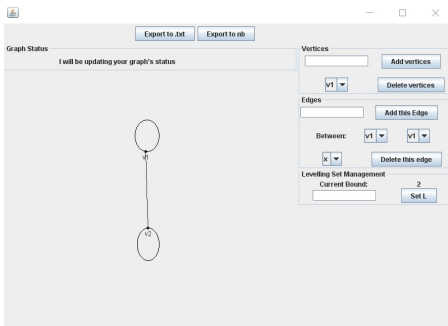 Export to .txt
Export to nb
Graph Status
I will be updating your graph's status
Vertices
Add vertices
v1
Delete vertices
Edges
Add this Edge
Between:
v1
v1
x
Delete this edge
Levelling Set Management
Current Bound:
2
Set L
v1
v2